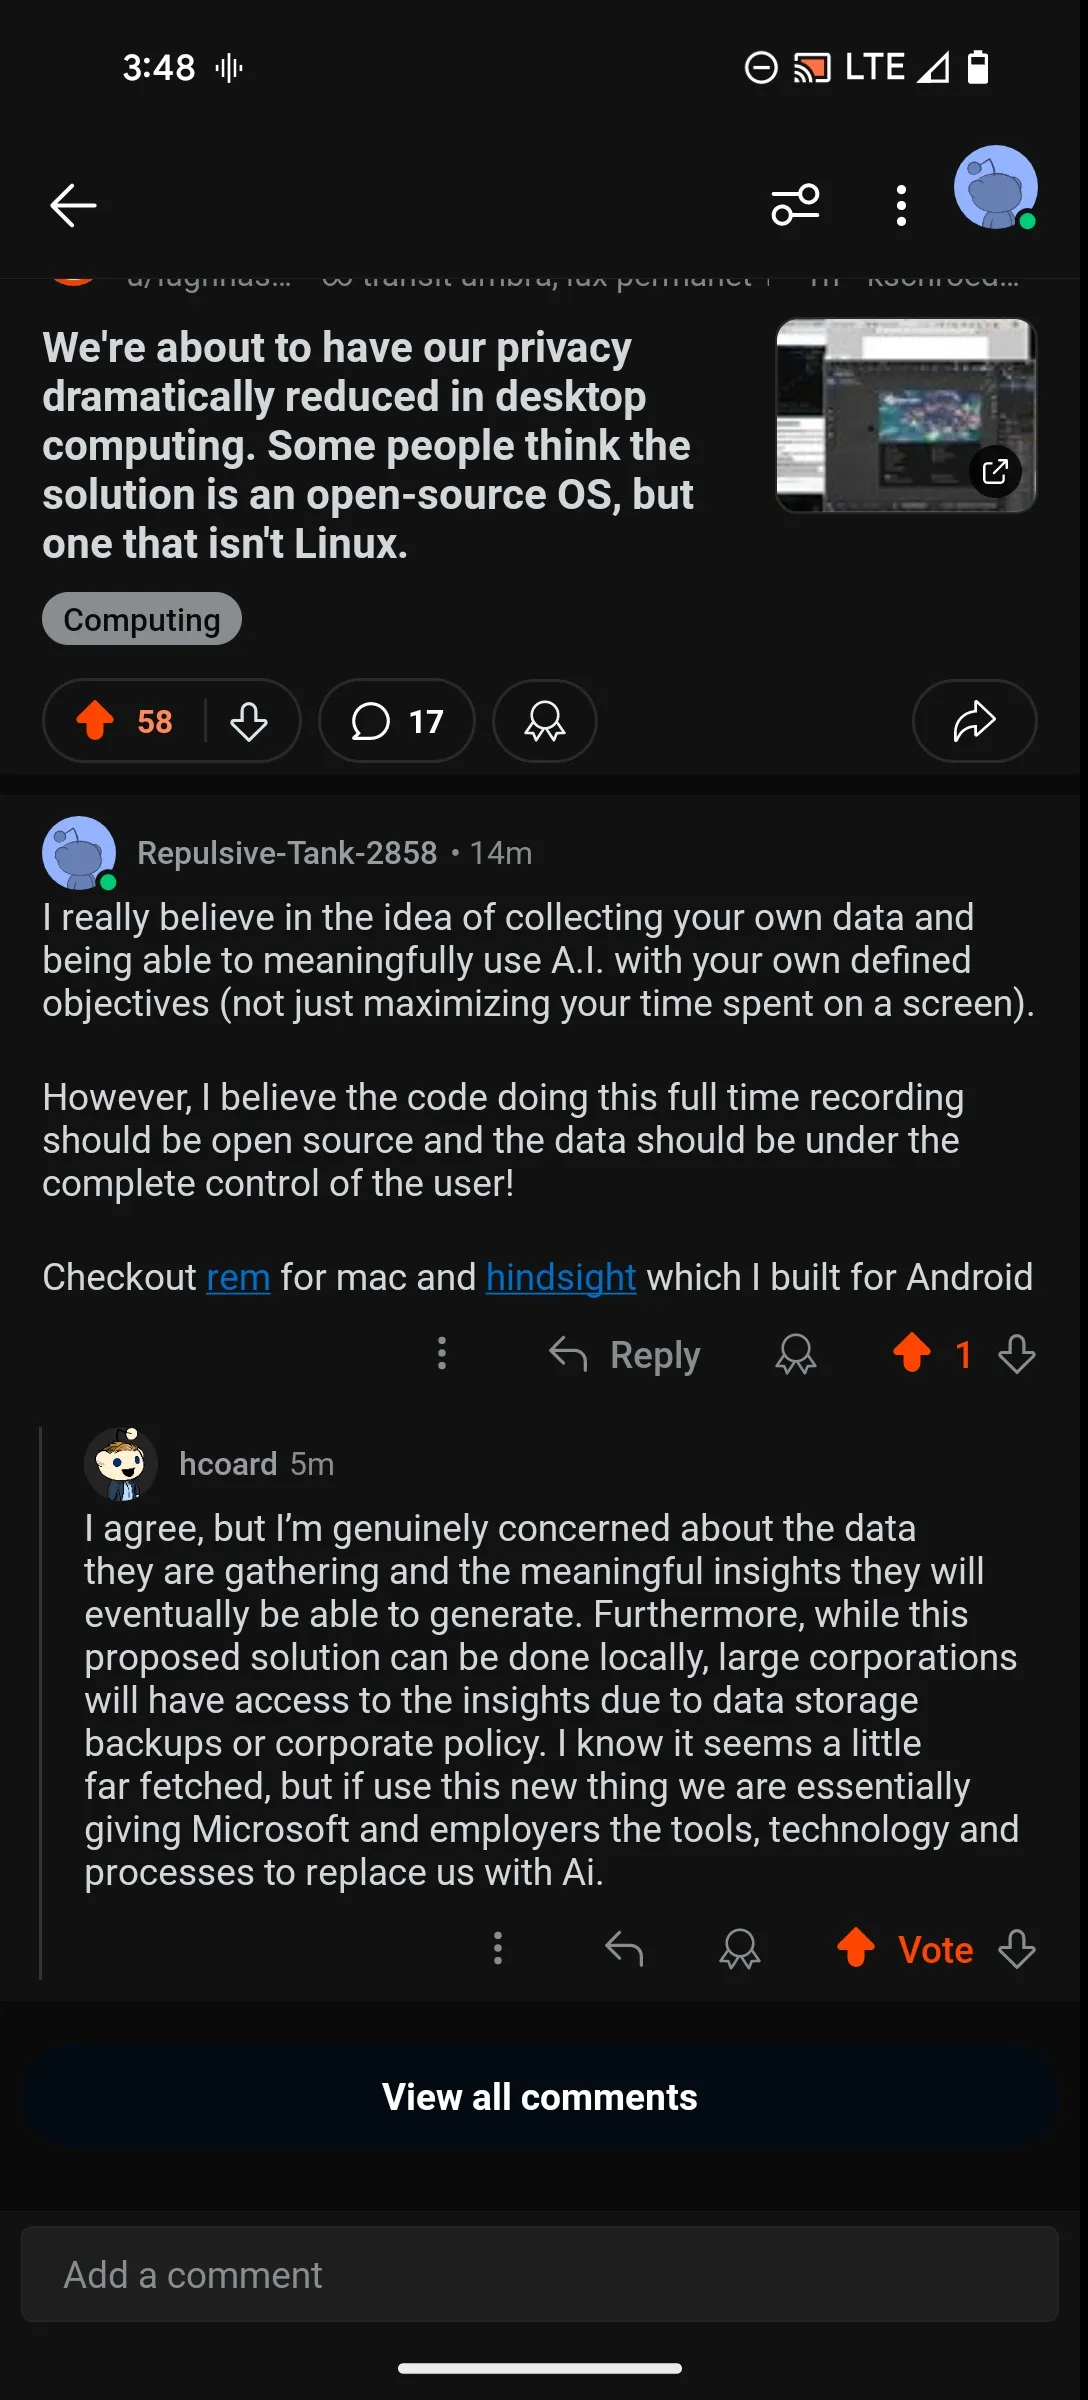 3:48 LTE
We're about to have our privacy
dramatically reduced in desktop
computing. Some people think the
solution is an open-source OS, but
one that isn't Linux.
Computing
58 17
Repulsive-Tank-2858 • 14m
I really believe in the idea of collecting your own data and
being able to meaningfully use A.I. with your own defined
objectives (not just maximizing your time spent on a screen).
However, I believe the code doing this full time recording
should be open source and the data should be under the
complete control of the user!
Checkout rem for mac and hindsight which I built for Android
Reply 1
hcoard 5m
I agree, but I’m genuinely concerned about the data
they are gathering and the meaningful insights they will
eventually be able to generate. Furthermore, while this
proposed solution can be done locally, large corporations
will have access to the insights due to data storage
backups or corporate policy. I know it seems a little
far fetched, but if use this new thing we are essentially
giving Microsoft and employers the tools, technology and
processes to replace us with Ai.
Vote
View all comments
Add a comment